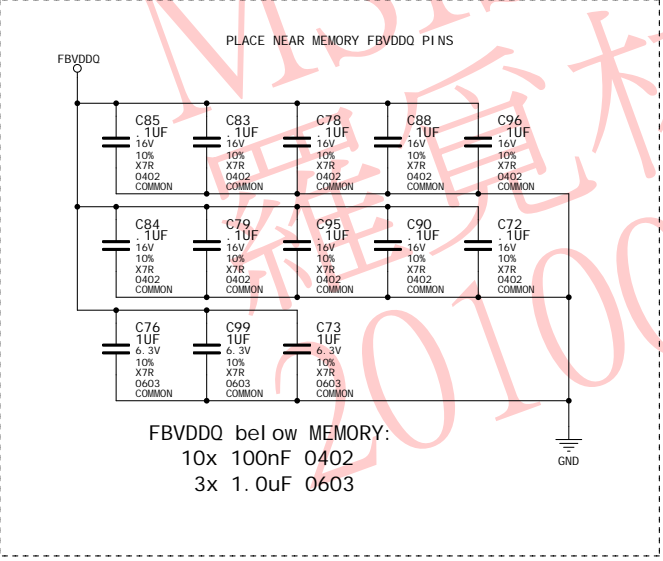 PLACE NEAR MEMORY FBVDDQ PINS
FBVDDQ
C85
.1UF
16V
10%
X7R
0402
COMMON
C83
.1UF
16V
10%
X7R
0402
COMMON
C78
.1UF
16V
10%
X7R
0402
COMMON
C88
.1UF
16V
10%
X7R
0402
COMMON
C96
.1UF
16V
10%
X7R
0402
COMMON
C84
.1UF
16V
10%
X7R
0402
COMMON
C79
.1UF
16V
10%
X7R
0402
COMMON
C95
.1UF
16V
10%
X7R
0402
COMMON
C90
.1UF
16V
10%
X7R
0402
COMMON
C72
.1UF
16V
10%
X7R
0402
COMMON
C76
1UF
6.3V
10%
X7R
0603
COMMON
C99
1UF
6.3V
10%
X7R
0603
COMMON
C73
1UF
6.3V
10%
X7R
0603
COMMON
FBVDDQ below MEMORY:
10x 100nF 0402
3x 1.0uF 0603
GND
羅覓